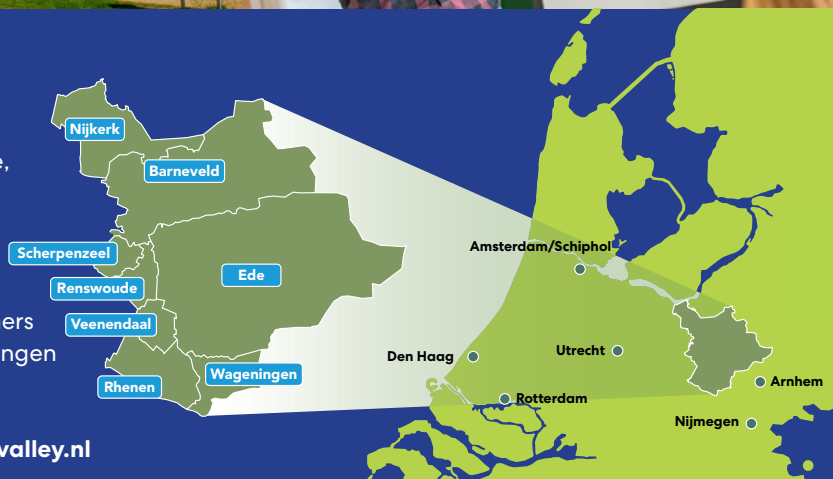 Nijkerk
Barneveld
Scherpenzeel
Ede
Renswoude
Veenendaal
Rhenen
Wageningen
valley.nl
Amsterdam/Schiphol
Den Haag
Utrecht
Rotterdam
Arnhem
Nijmegen